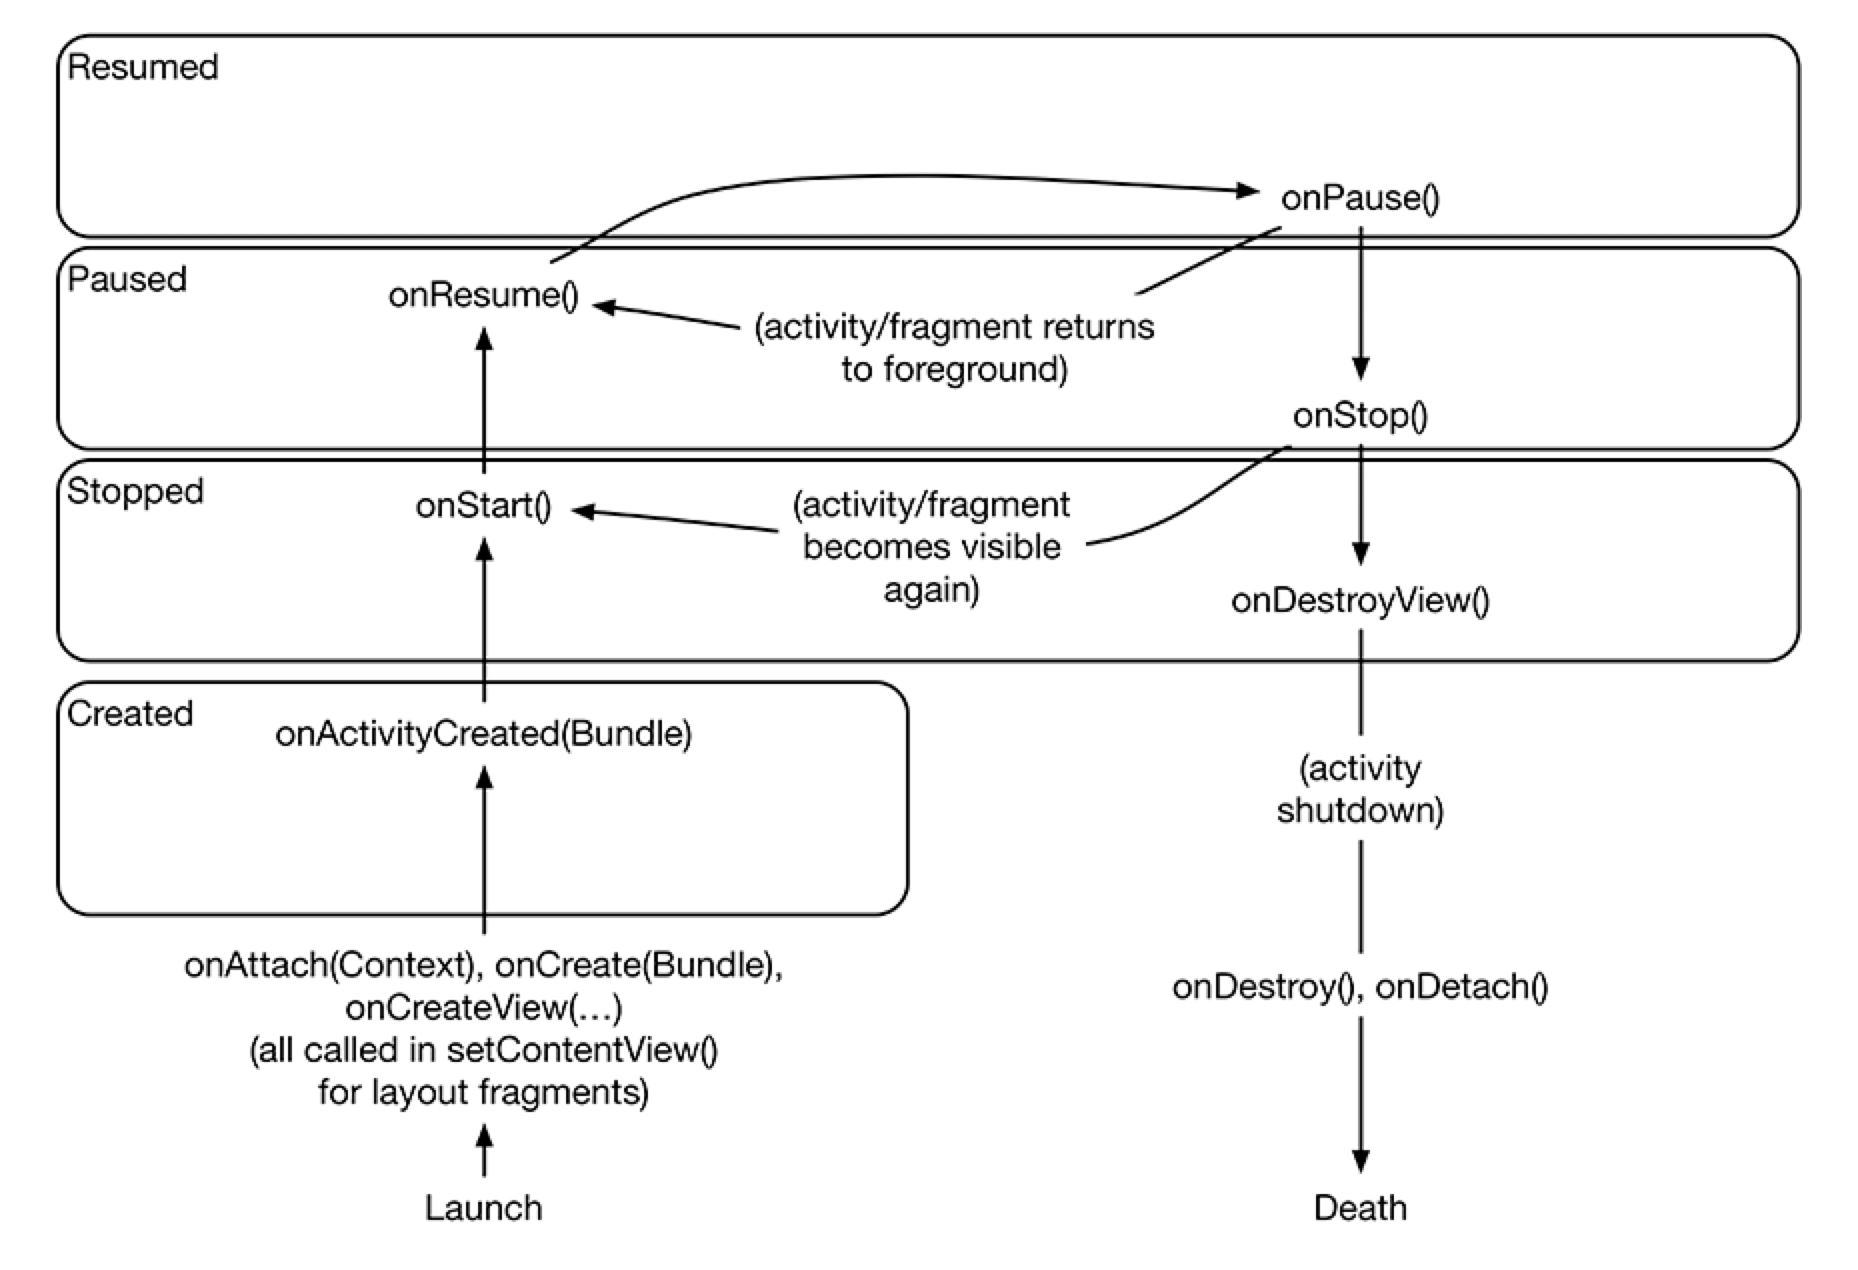 Resumed
onPause()
Paused
onResume()
(activity/fragment returns
to foreground)
onStop()
Stopped
onStart()
(activity/fragment
becomes visible
again)
onDestroyView()
Created
onActivityCreated(Bundle)
(activity
shutdown)
onAttach(Context), onCreate(Bundle),
onCreateView(...)
(all called in setContentView()
for layout fragments)
onDestroy(), onDetach()
Launch
Death